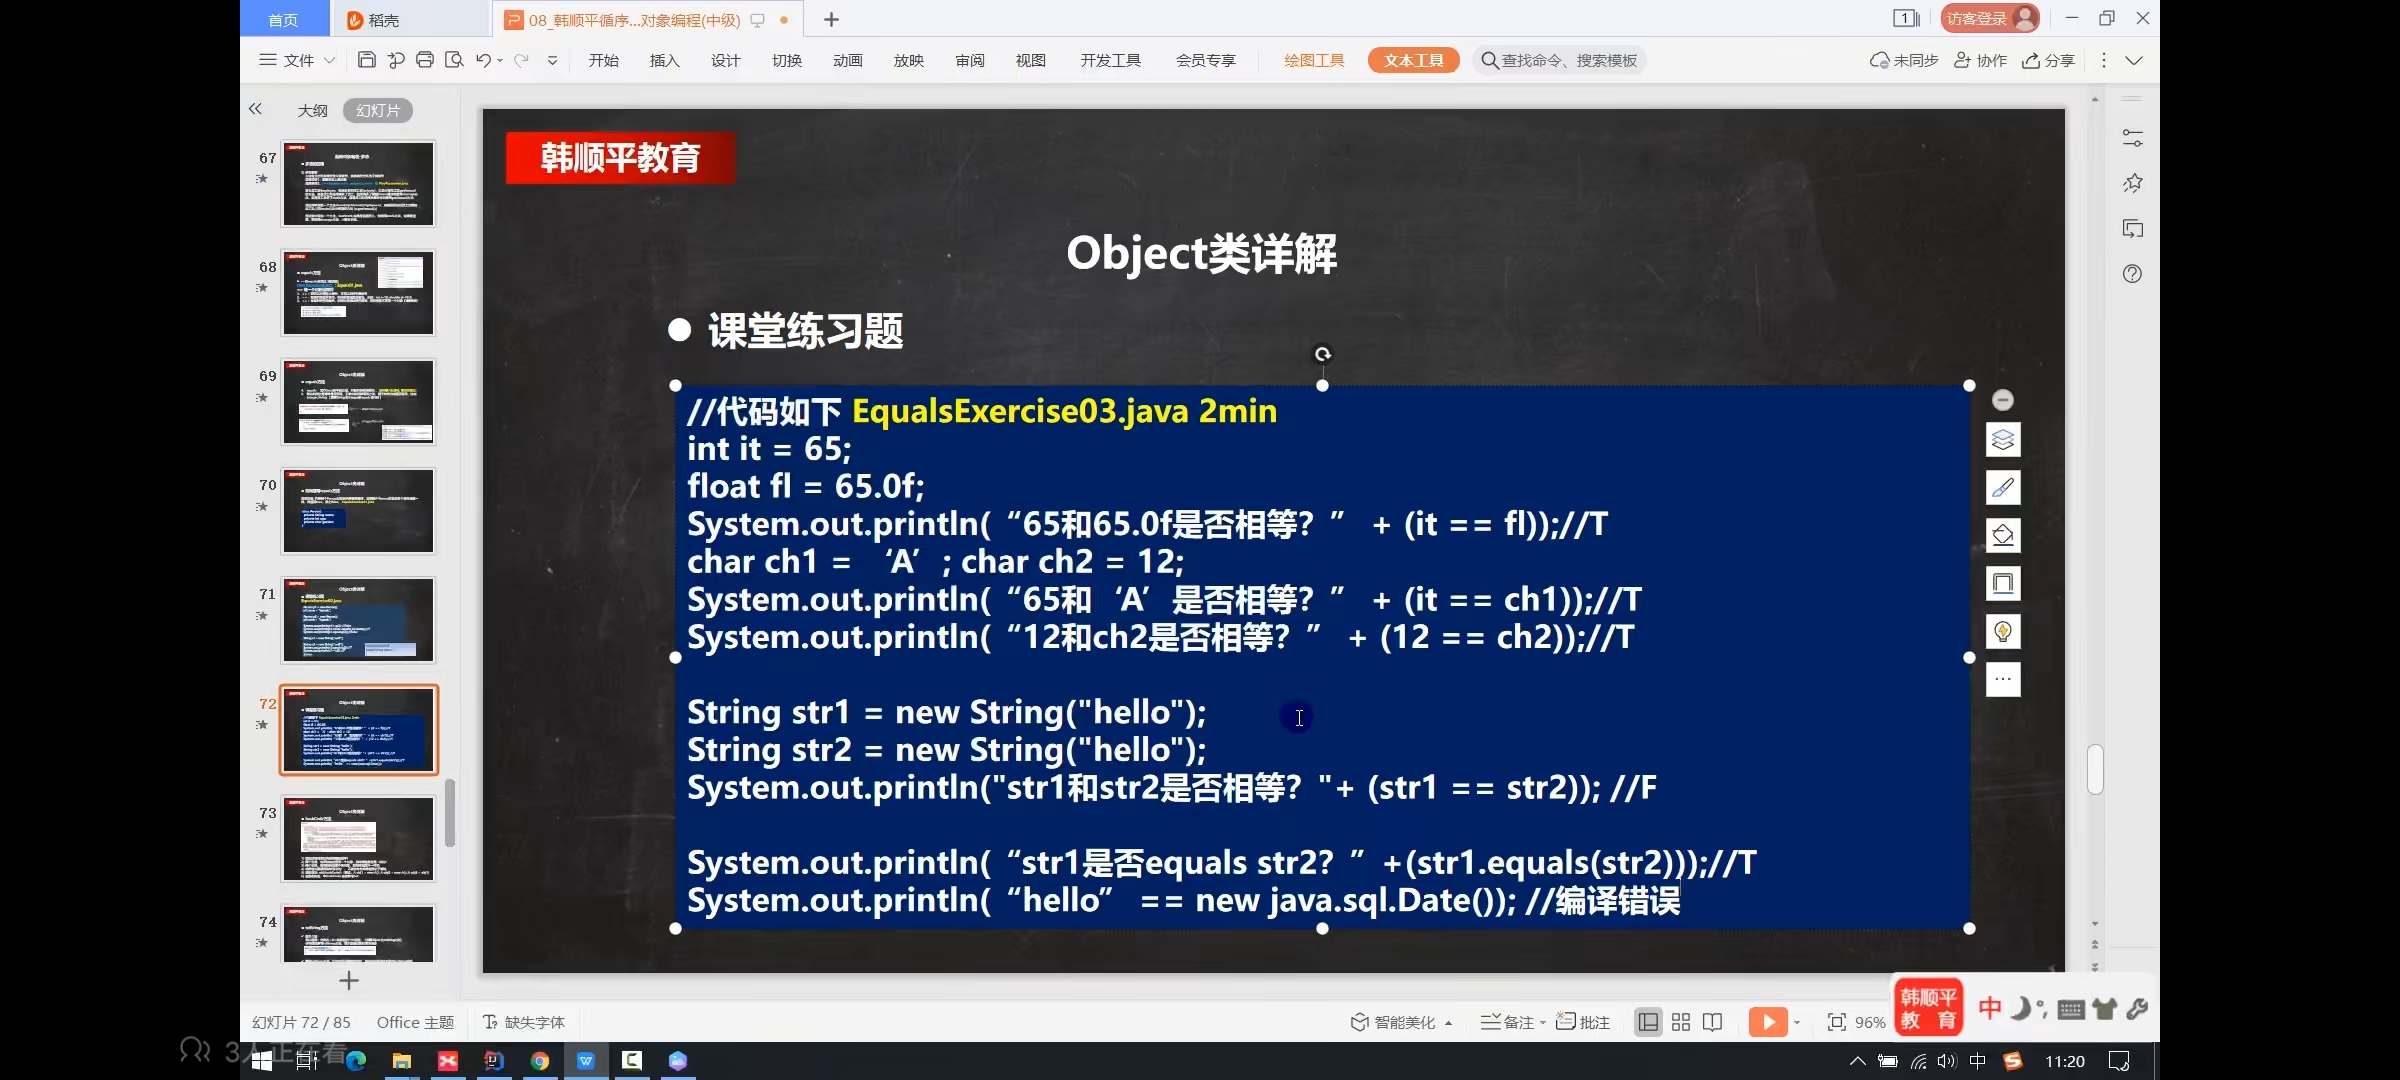 首页
稻壳
08_韩顺平循序...对象编程(中级)
1
访客登录
文件
开始
插入
设计
切换
动画
放映
审阅
视图
开发工具
会员专享
绘图工具
文本工具
查找命令、搜索模板
未同步
协作
分享
大纲
幻灯片
67
68
69
70
71
72
73
74
韩顺平教育
Object类详解
课堂练习题
//代码如下 EqualsExercise03.java 2min
int it = 65;
float fl = 65.0f;
System.out.println(“65和65.0f是否相等？” + (it == fl));//T
char ch1 = ‘A’; char ch2 = 12;
System.out.println(“65和‘A’是否相等？” + (it == ch1));//T
System.out.println(“12和ch2是否相等？” + (12 == ch2));//T
String str1 = new String("hello");
String str2 = new String("hello");
System.out.println("str1和str2是否相等？"+ (str1 == str2)); //F
System.out.println(“str1是否equals str2？”+(str1.equals(str2)));//T
System.out.println(“hello” == new java.sql.Date()); //编译错误
幻灯片 72 / 85
Office 主题
缺失字体
智能美化
备注
批注
96%
韩顺平
教育
中
3人正在看
中
11:20